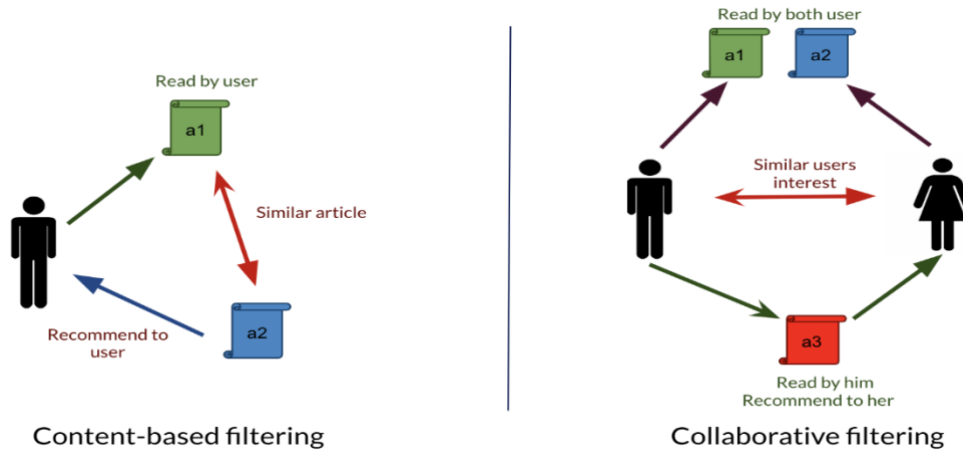 Read by user
a1
Similar article
Recommend to
user
a2
Content-based filtering
Read by both user
a1
a2
Similar users
interest
a3
Read by him
Recommend to her
Collaborative filtering